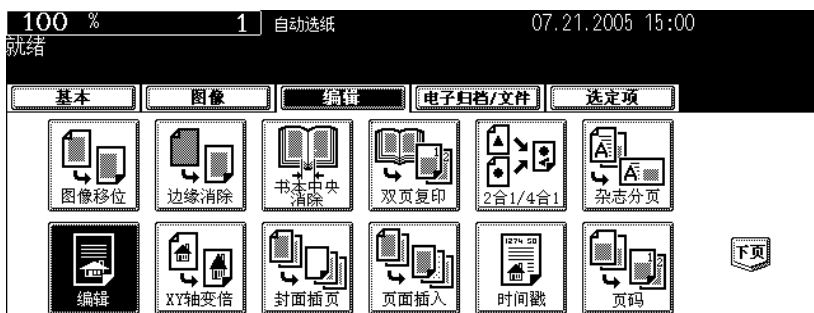 100 % 1 自动选纸 07.21.2005 15:00
就绪
基本 图像 编辑 电子归档/文件 选定项
图像移位 边缘消除 书本中央消除 双页复印 2合1/4合1 杂志分页
编辑 XY轴变倍 封面插页 页面插入 时间戳 页码 下页